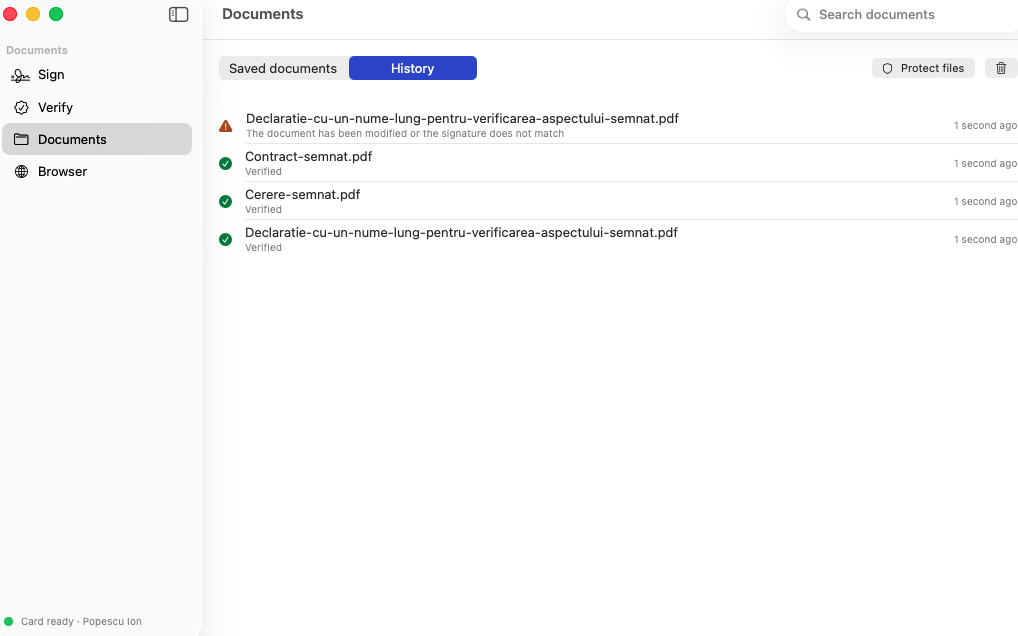 Documents
Search documents
Documents
Sign
Verify
Documents
Browser
Saved documents
History
Protect files
Declaratie-cu-un-nume-lung-pentru-verificarea-aspectului-semnat.pdf
The document has been modified or the signature does not match
1 second ago
Contract-semnat.pdf
Verified
1 second ago
Cerere-semnat.pdf
Verified
1 second ago
Declaratie-cu-un-nume-lung-pentru-verificarea-aspectului-semnat.pdf
Verified
1 second ago
Card ready · Popescu Ion